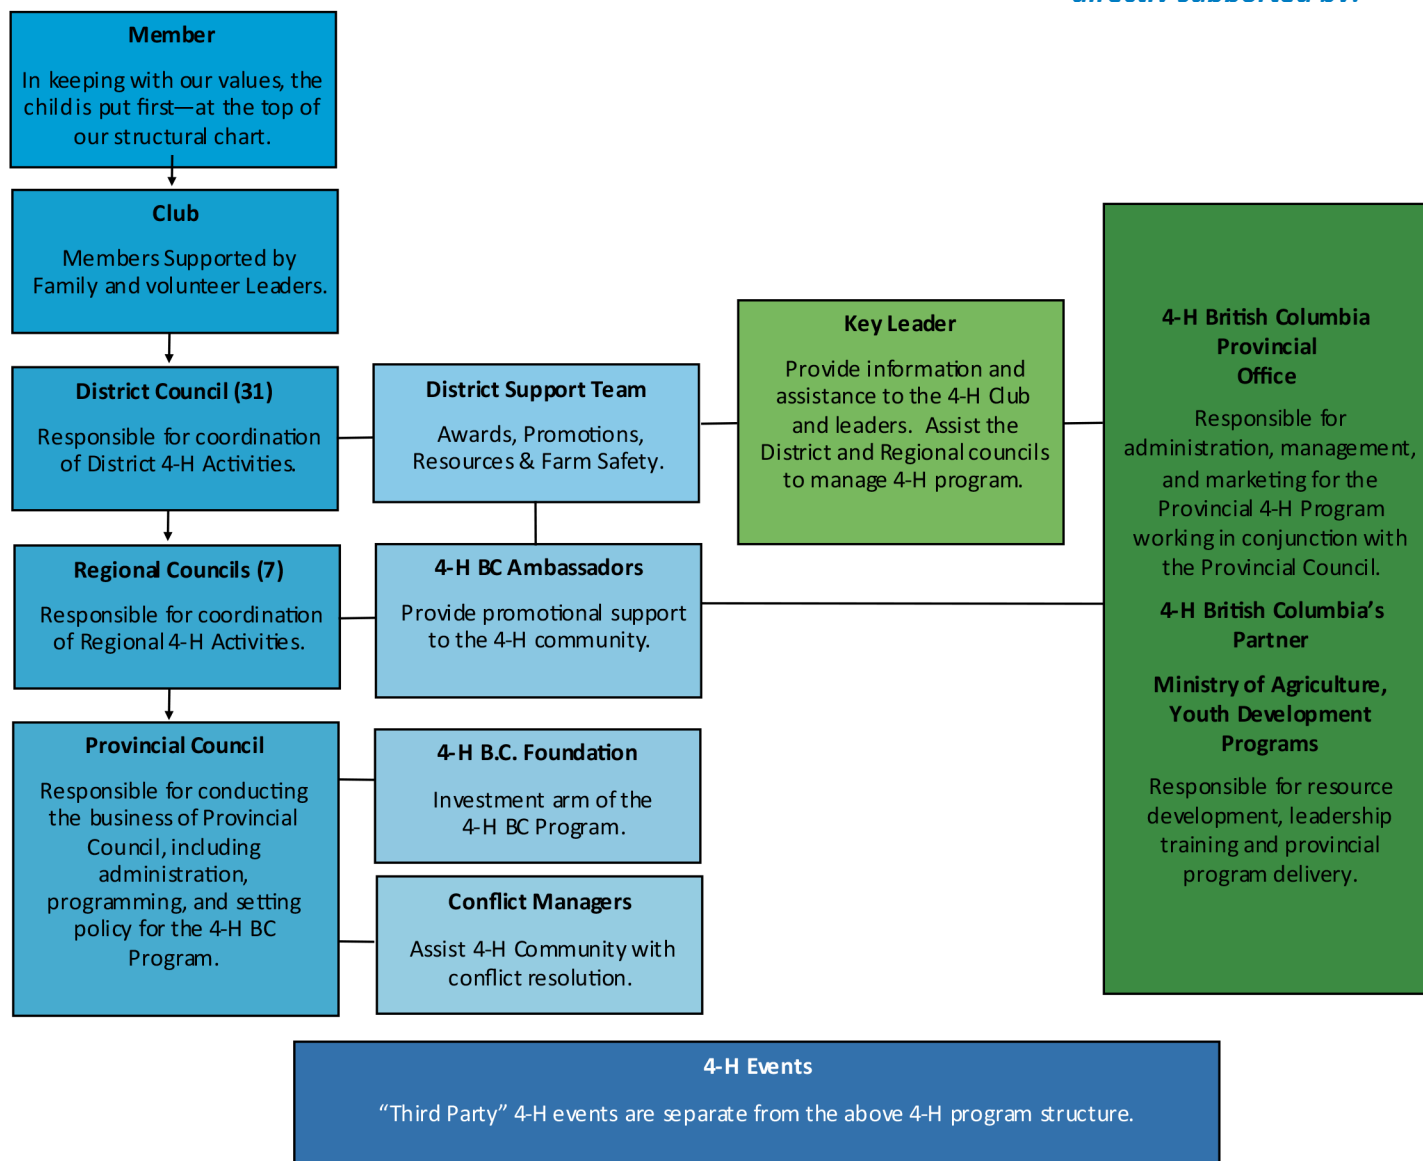 directly supported by:
Member
In keeping with our values, the
child is put first—at the top of
our structural chart.
Club
Members Supported by
Family and volunteer Leaders.
District Council (31)
Responsible for coordination
of District 4-H Activities.
District Support Team
Awards, Promotions,
Resources & Farm Safety.
Key Leader
Provide information and
assistance to the 4-H Club
and leaders.  Assist the
District and Regional councils
to manage 4-H program.
Regional Councils (7)
Responsible for coordination
of Regional 4-H Activities.
4-H BC Ambassadors
Provide promotional support
to the 4-H community.
Provincial Council
Responsible for conducting
the business of Provincial
Council, including
administration,
programming, and setting
policy for the 4-H BC
Program.
4-H B.C. Foundation
Investment arm of the
4-H BC Program.
Conflict Managers
Assist 4-H Community with
conflict resolution.
4-H British Columbia
Provincial
Office
Responsible for
administration, management,
and marketing for the
Provincial 4-H Program
working in conjunction with
the Provincial Council.
4-H British Columbia’s
Partner
Ministry of Agriculture,
Youth Development
Programs
Responsible for resource
development, leadership
training and provincial
program delivery.
4-H Events
“Third Party” 4-H events are separate from the above 4-H program structure.